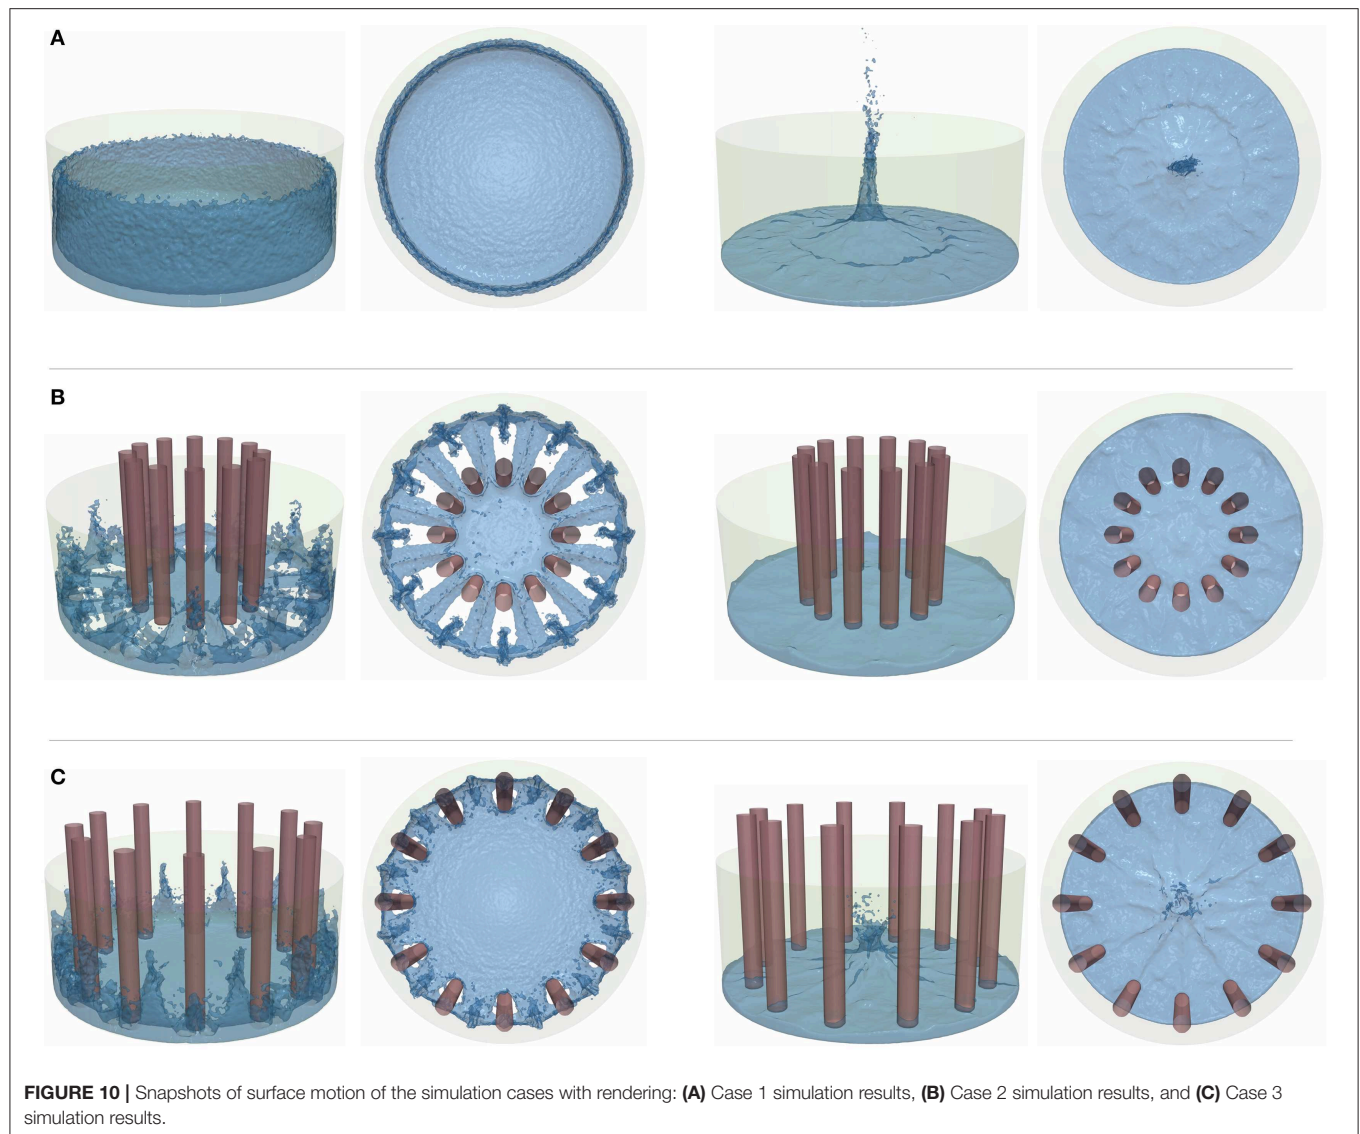 A
B
C
FIGURE 10 | Snapshots of surface motion of the simulation cases with rendering: (A) Case 1 simulation results, (B) Case 2 simulation results, and (C) Case 3
simulation results.